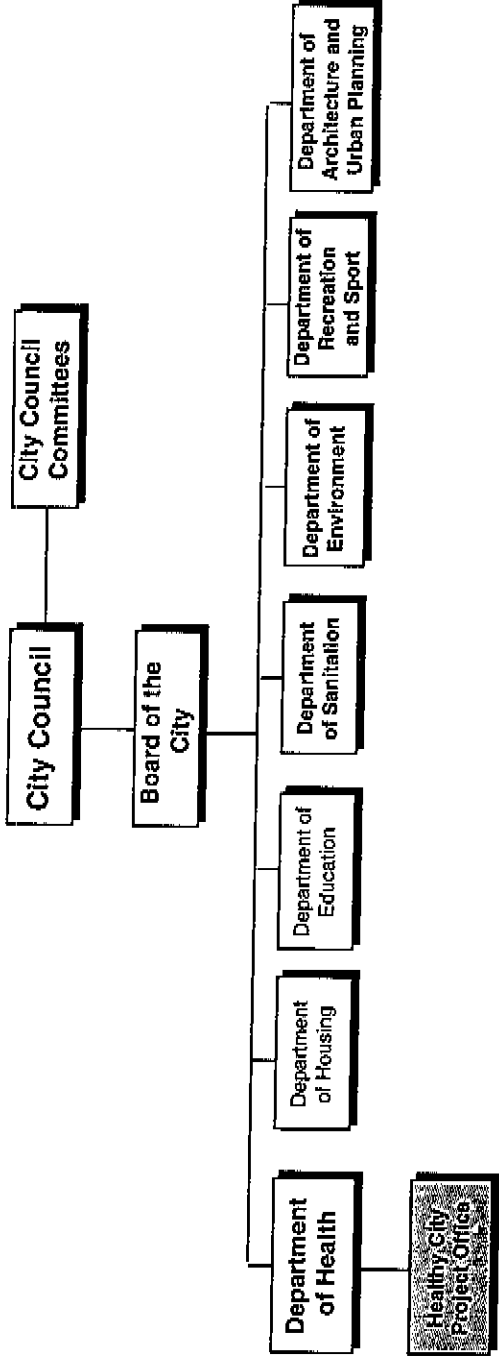 City Council
City Council
Committees
Board of the
City
Department
of Health
Department
of Housing
Department of
Education
Department
of Sanitation
Department of
Environment
Department of
Recreation
and Sport
Department of
Architecture and
Urban Planning
Healthy City
Project Office